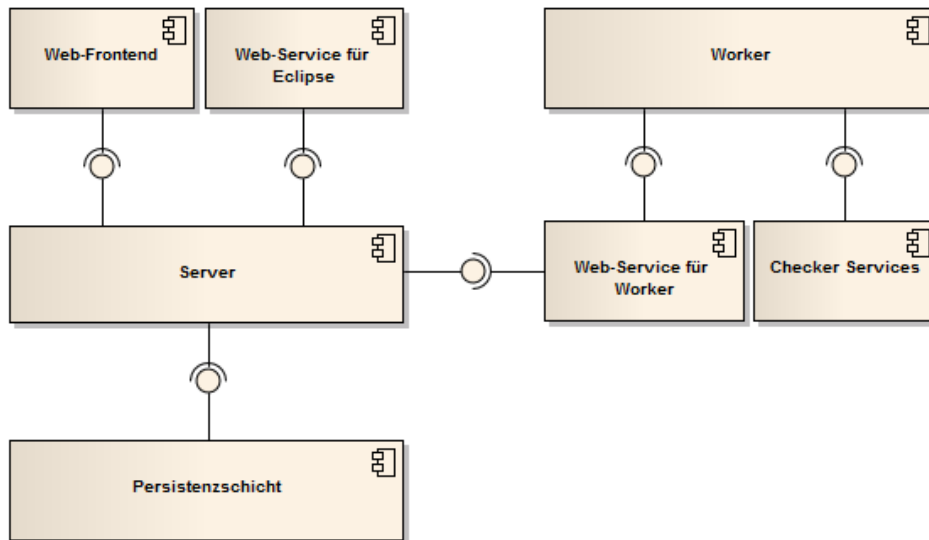 Web-Frontend
Web-Service für
Eclipse
Worker
Server
Web-Service für
Worker
Checker Services
Persistenzschicht